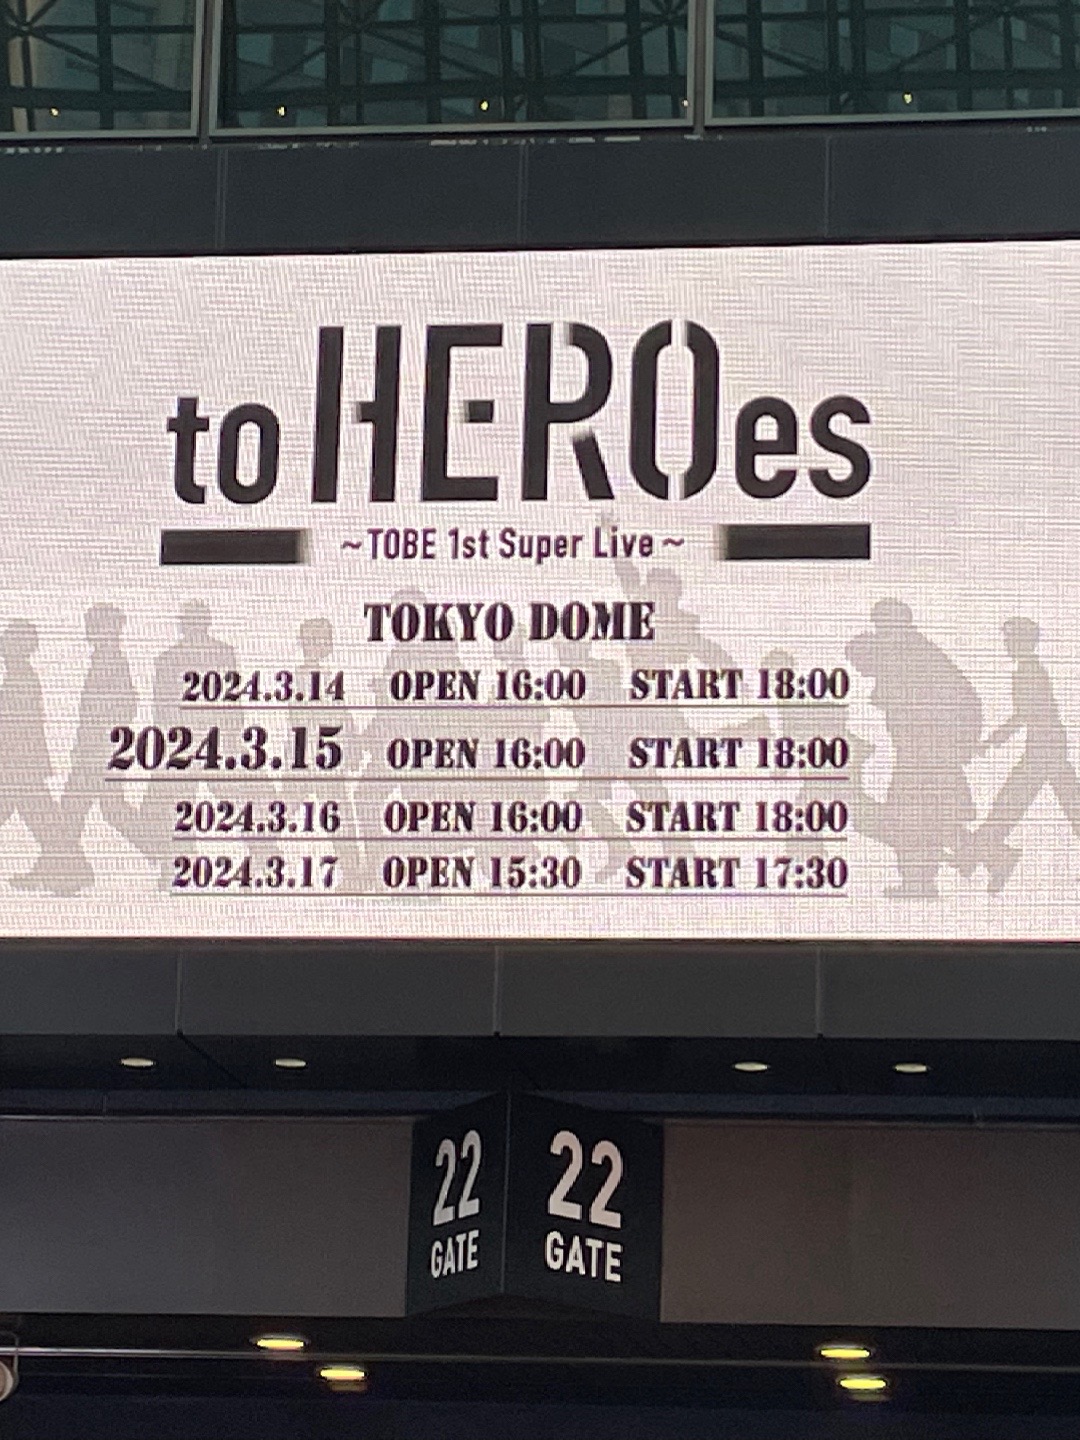 to HEROes
~TOBE 1st Super Live~
TOKYO DOME
2024.3.14 OPEN 16:00 START 18:00
2024.3.15 OPEN 16:00 START 18:00
2024.3.16 OPEN 16:00 START 18:00
2024.3.17 OPEN 15:30 START 17:30
22 22
GATE GATE